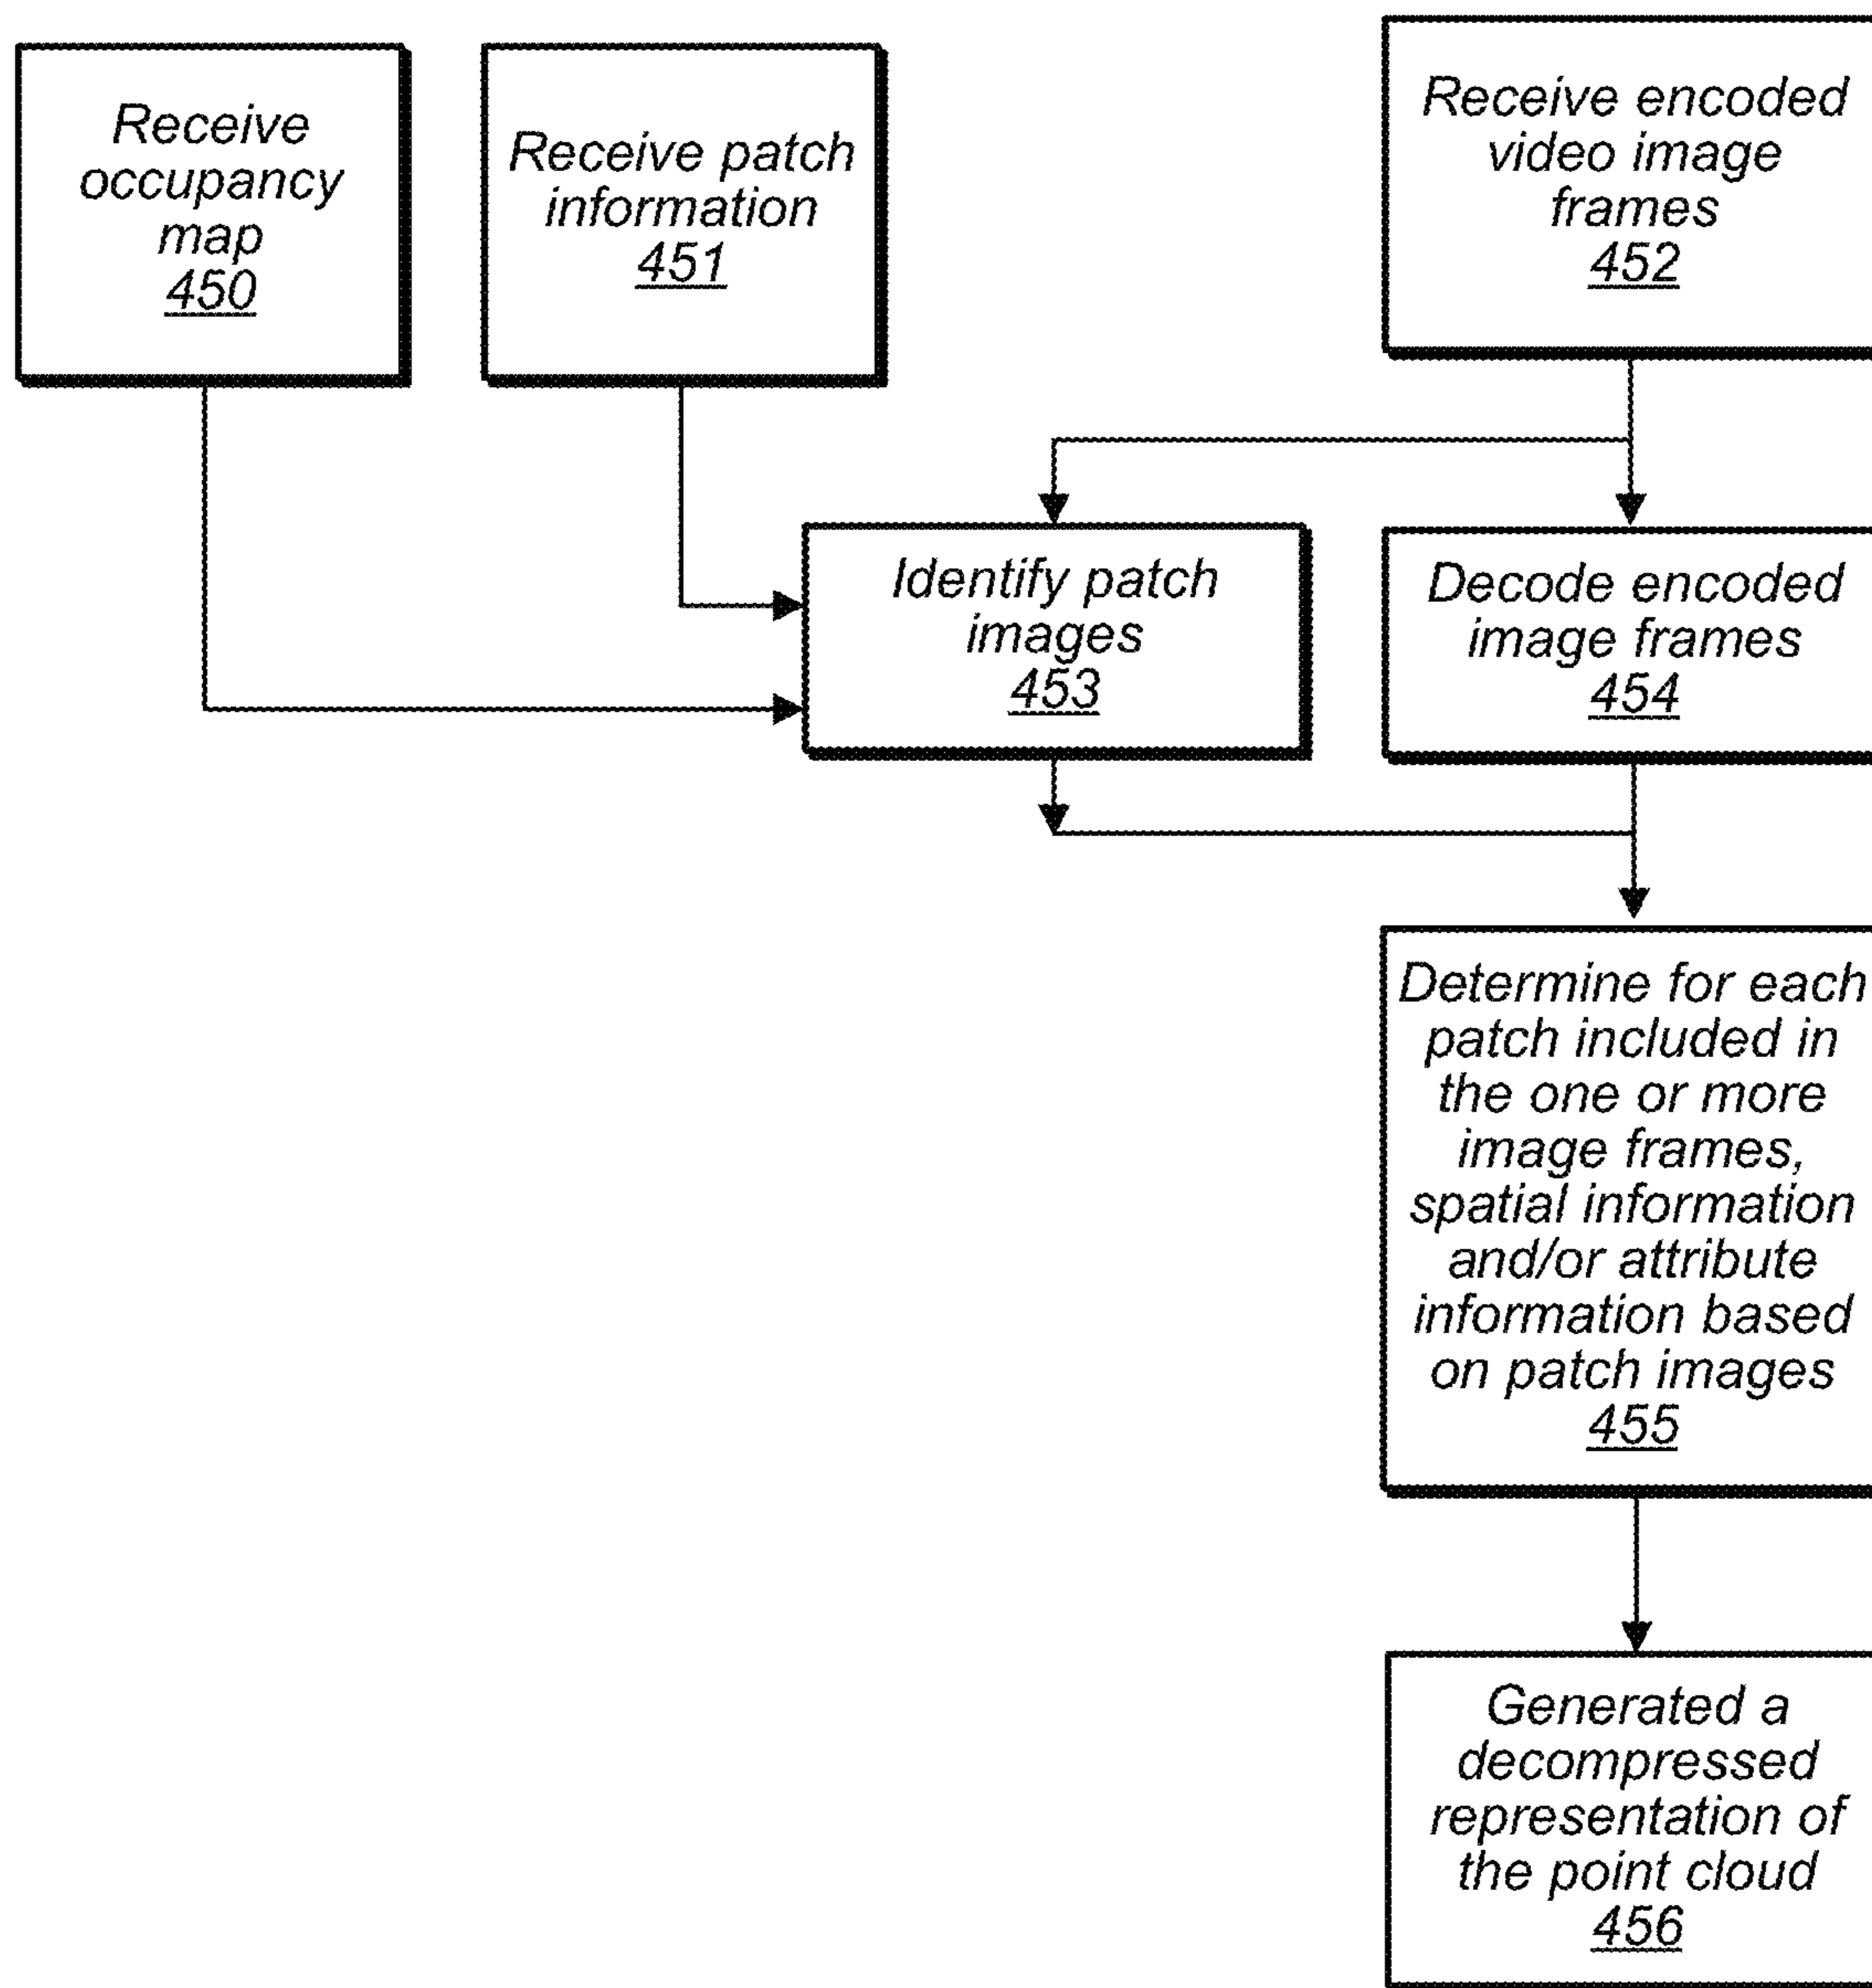 Receive
occupancy
map
450
Receive patch
information
451
Receive encoded
video image
frames
452
Identify patch
images
453
Decode encoded
image frames
454
Determine for each
patch included in
the one or more
image frames,
spatial information
and/or attribute
information based
on patch images
455
Generated a
decompressed
representation of
the point cloud
456